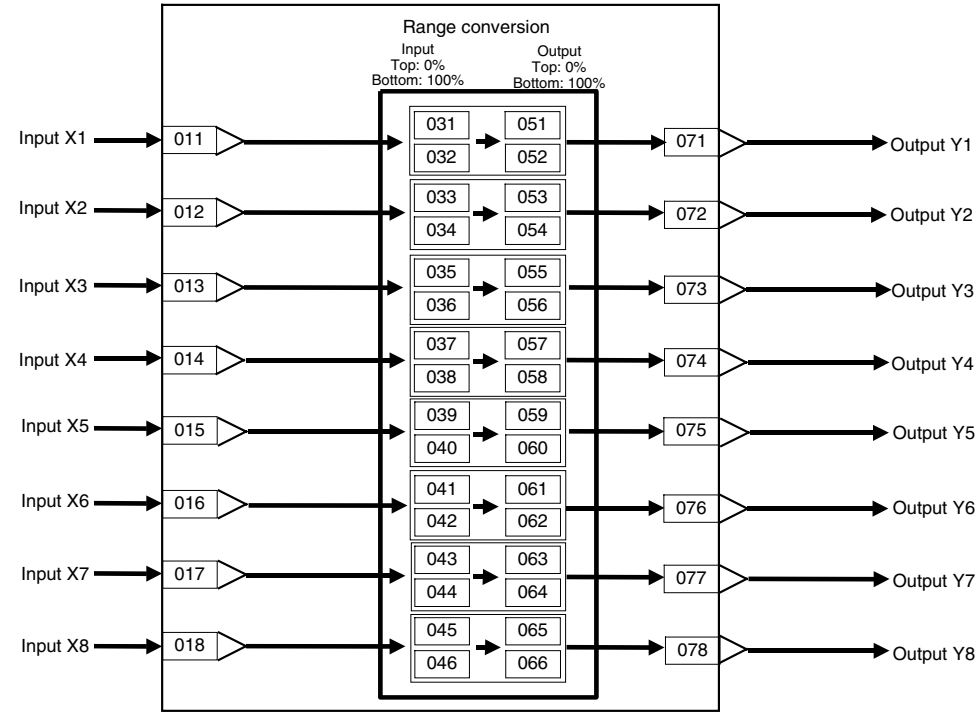 Range conversion
Input
Top: 0%
Bottom: 100%
Output
Top: 0%
Bottom: 100%
Input X1
011
031
032
051
052
071
Output Y1
Input X2
012
033
034
053
054
072
Output Y2
Input X3
013
035
036
055
056
073
Output Y3
Input X4
014
037
038
057
058
074
Output Y4
Input X5
015
039
040
059
060
075
Output Y5
Input X6
016
041
042
061
062
076
Output Y6
Input X7
017
043
044
063
064
077
Output Y7
Input X8
018
045
046
065
066
078
Output Y8